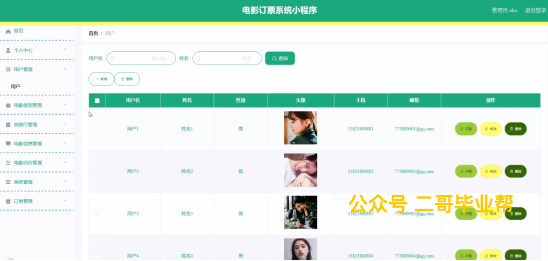 电影订票系统小程序
管理员 abo 退出登录
首页
首页 / 用户
个人中心
用户管理
用户
电影类型管理
放映厅管理
电影信息管理
电影评价管理
系统管理
订单管理
用户名 用户名 姓名 姓名 查询
新增 删除
用户名 姓名 性别 头像 手机 邮箱 操作
用户1 姓名1 男 13823888881 773890001@qq.com 详情 修改 删除
用户2 姓名2 男 13823888882 773890002@qq.com 详情 修改 删除
用户3 姓名3 男 13823888883 773890003@qq.com 详情 修改 删除
用户4 姓名4 男 13823888884 773890004@qq.com 详情 修改 删除
公众号 二哥毕业帮